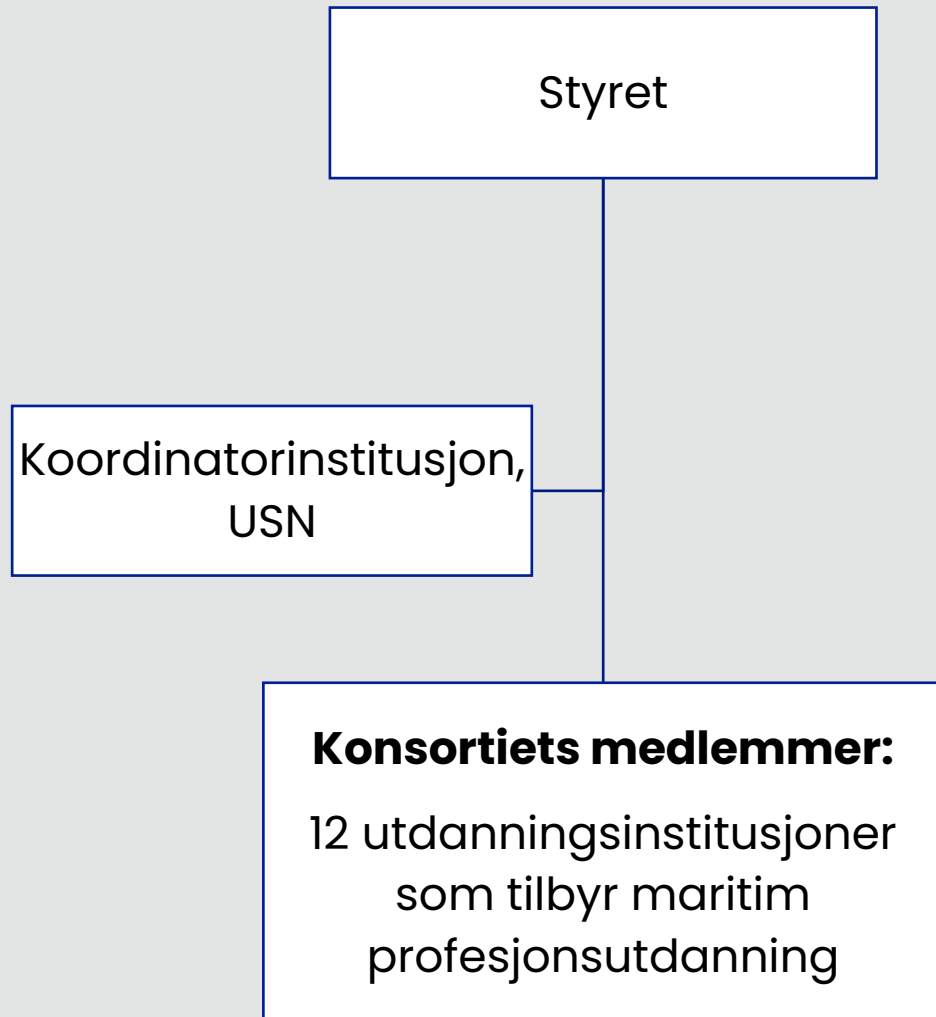 Styret
Koordinatorinstitusjon,
USN
Konsortiets medlemmer:
12 utdanningsinstitusjoner
som tilbyr maritim
profesjonsutdanning